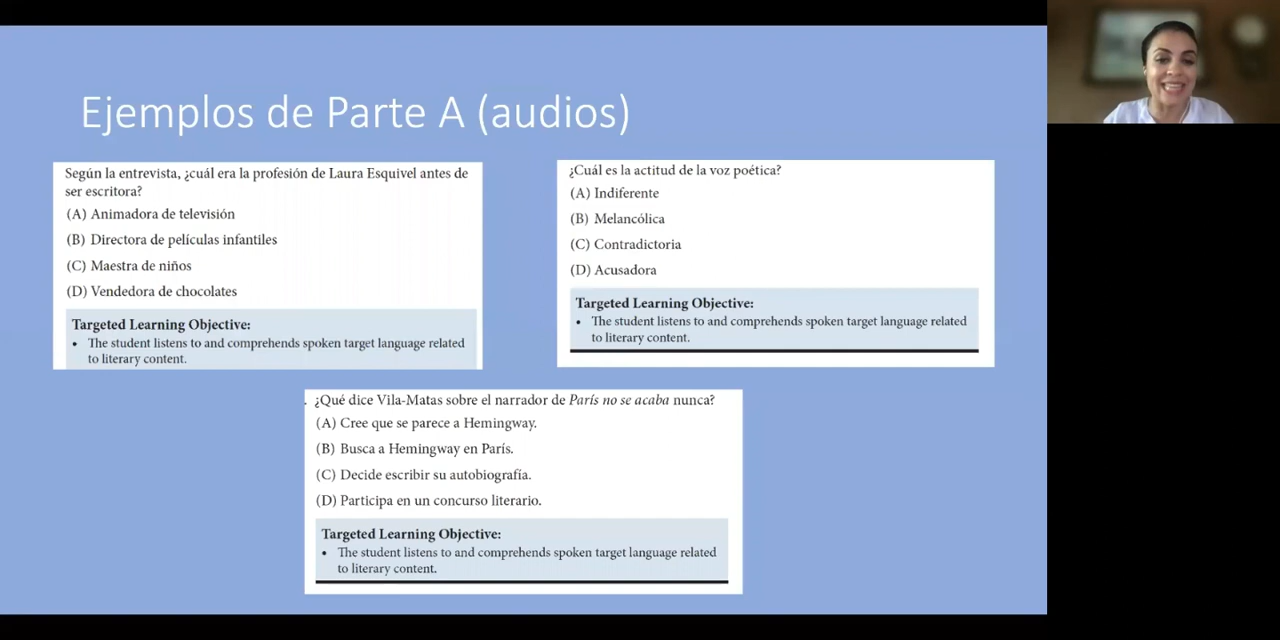 Ejemplos de Parte A (audios)
Según la entrevista, ¿cuál era la profesión de Laura Esquivel antes de
ser escritora?
(A) Animadora de televisión
(B) Directora de películas infantiles
(C) Maestra de niños
(D) Vendedora de chocolates
Targeted Learning Objective:
• The student listens to and comprehends spoken target language related
to literary content.
¿Cuál es la actitud de la voz poética?
(A) Indiferente
(B) Melancólica
(C) Contradictoria
(D) Acusadora
Targeted Learning Objective:
• The student listens to and comprehends spoken target language related
to literary content.
. ¿Qué dice Vila-Matas sobre el narrador de París no se acaba nunca?
(A) Cree que se parece a Hemingway.
(B) Busca a Hemingway en París.
(C) Decide escribir su autobiografía.
(D) Participa en un concurso literario.
Targeted Learning Objective:
• The student listens to and comprehends spoken target language related
to literary content.